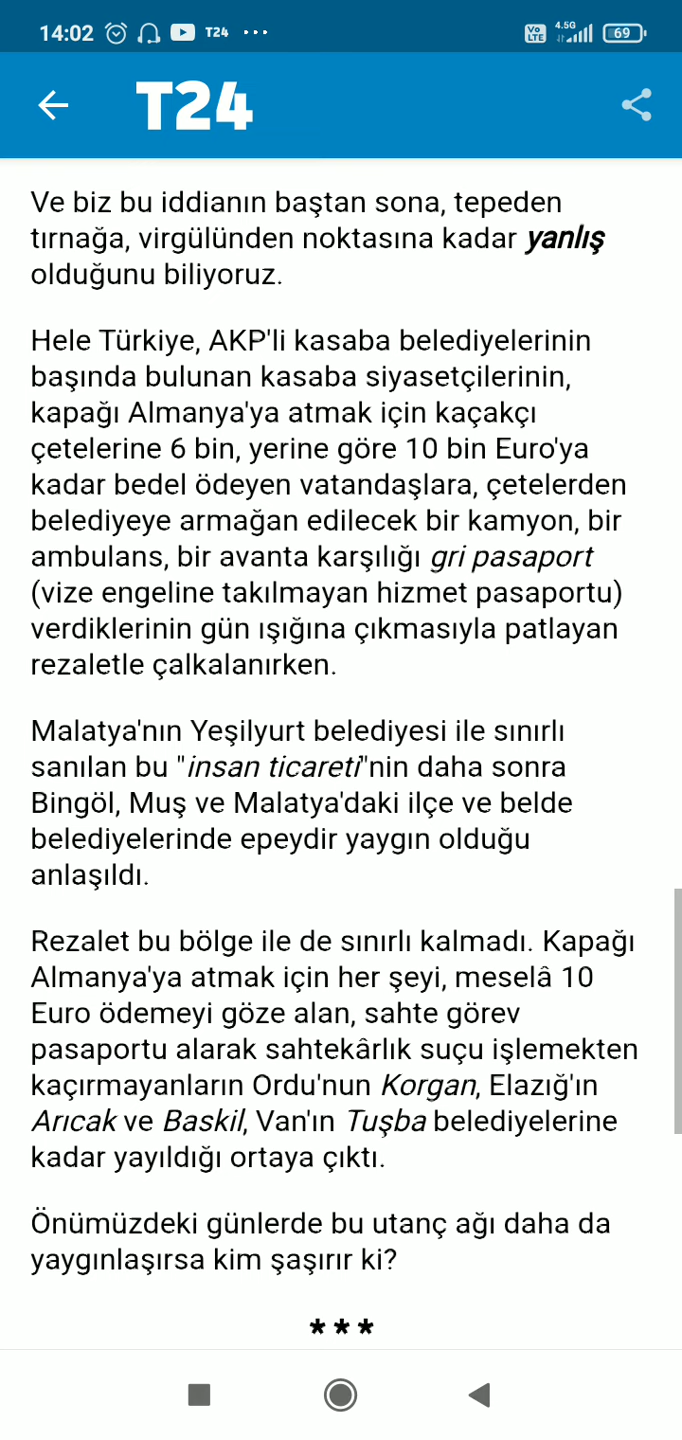 14:02 T24 ... Vo LTE 4.5G 69
T24
Ve biz bu iddianın baştan sona, tepeden
tırnağa, virgülünden noktasına kadar yanlış
olduğunu biliyoruz.
Hele Türkiye, AKP'li kasaba belediyelerinin
başında bulunan kasaba siyasetçilerinin,
kapağı Almanya'ya atmak için kaçakçı
çetelerine 6 bin, yerine göre 10 bin Euro'ya
kadar bedel ödeyen vatandaşlara, çetelerden
belediyeye armağan edilecek bir kamyon, bir
ambulans, bir avanta karşılığı gri pasaport
(vize engeline takılmayan hizmet pasaportu)
verdiklerinin gün ışığına çıkmasıyla patlayan
rezaletle çalkalanırken.
Malatya'nın Yeşilyurt belediyesi ile sınırlı
sanılan bu "insan ticareti"nin daha sonra
Bingöl, Muş ve Malatya'daki ilçe ve belde
belediyelerinde epeydir yaygın olduğu
anlaşıldı.
Rezalet bu bölge ile de sınırlı kalmadı. Kapağı
Almanya'ya atmak için her şeyi, meselâ 10
Euro ödemeyi göze alan, sahte görev
pasaportu alarak sahtekârlık suçu işlemekten
kaçırmayanların Ordu'nun Korgan, Elazığ'ın
Arıcak ve Baskil, Van'ın Tuşba belediyelerine
kadar yayıldığı ortaya çıktı.
Önümüzdeki günlerde bu utanç ağı daha da
yaygınlaşırsa kim şaşırır ki?
***